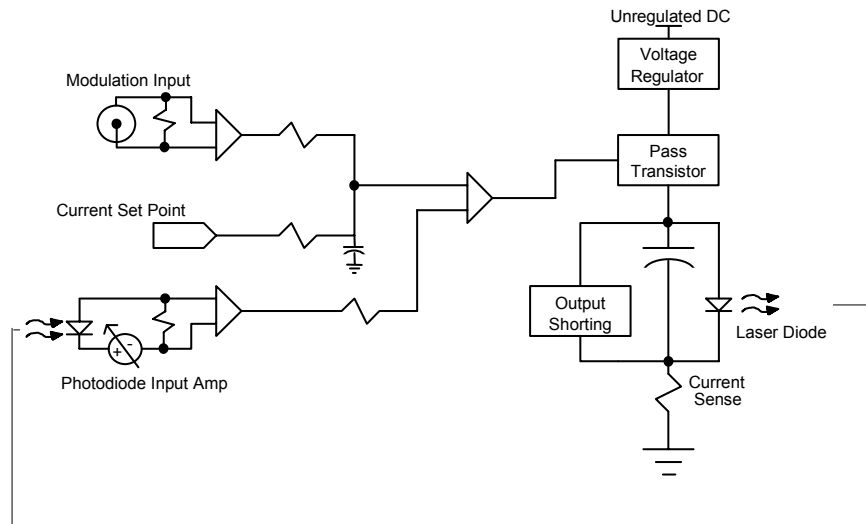 Unregulated DC
Voltage
Regulator
Modulation Input
Pass
Transistor
Current Set Point
Output
Shorting
Laser Diode
+ -
Photodiode Input Amp
Current
Sense